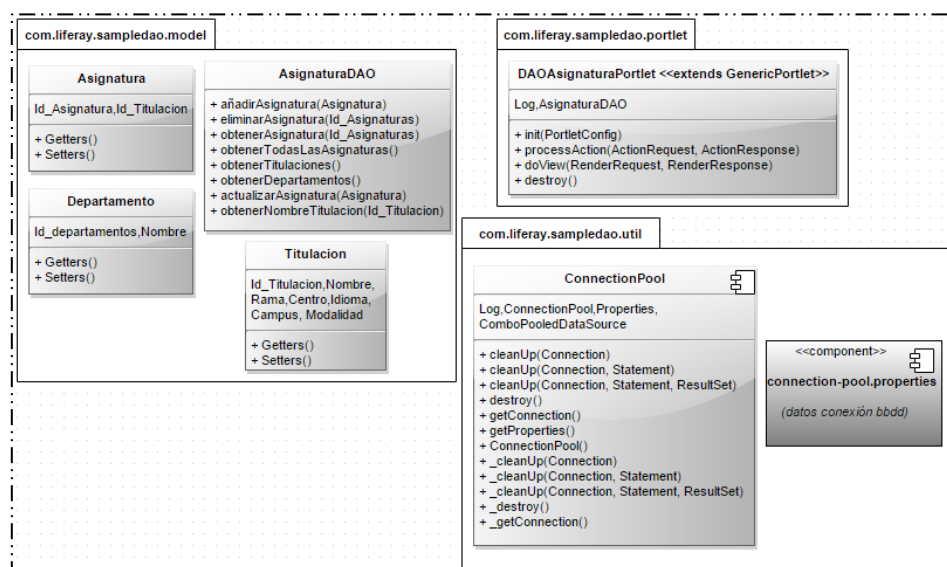 com.liferay.sampledao.model
Asignatura
Id_Asignatura,Id_Titulacion
+ Getters()
+ Setters()
AsignaturaDAO
+ añadirAsignatura(Asignatura)
+ eliminarAsignatura(Id_Asignaturas)
+ obtenerAsignatura(Id_Asignaturas)
+ obtenerTodasLasAsignaturas()
+ obtenerTitulaciones()
+ obtenerDepartamentos()
+ actualizarAsignatura(Asignatura)
+ obtenerNombreTitulacion(Id_Titulacion)
Departamento
Id_departamentos,Nombre
+ Getters()
+ Setters()
Titulacion
Id_Titulacion,Nombre,
Rama,Centro,Idioma,
Campus, Modalidad
+ Getters()
+ Setters()
com.liferay.sampledao.portlet
DAOAsignaturaPortlet <<extends GenericPortlet>>
Log,AsignaturaDAO
+ init(PortletConfig)
+ processAction(ActionRequest, ActionResponse)
+ doView(RenderRequest, RenderResponse)
+ destroy()
com.liferay.sampledao.util
ConnectionPool
Log,ConnectionPool,Properties,
ComboPooledDataSource
+ cleanUp(Connection)
+ cleanUp(Connection, Statement)
+ cleanUp(Connection, Statement, ResultSet)
+ destroy()
+ getConnection()
+ getProperties()
+ ConnectionPool()
+ _cleanUp(Connection)
+ _cleanUp(Connection, Statement)
+ _cleanUp(Connection, Statement, ResultSet)
+ _destroy()
+ _getConnection()
<<component>>
connection-pool.properties
(datos conexión bbdd)